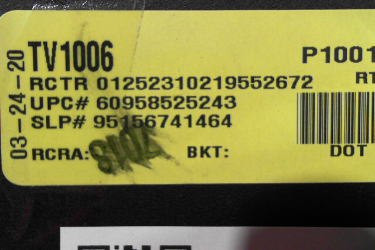 03-24-20
TV1006
P1001
RCTR 01252310219552672
RT
UPC# 60958525243
SLP# 95156741464
RCRA:
BKT:
DOT